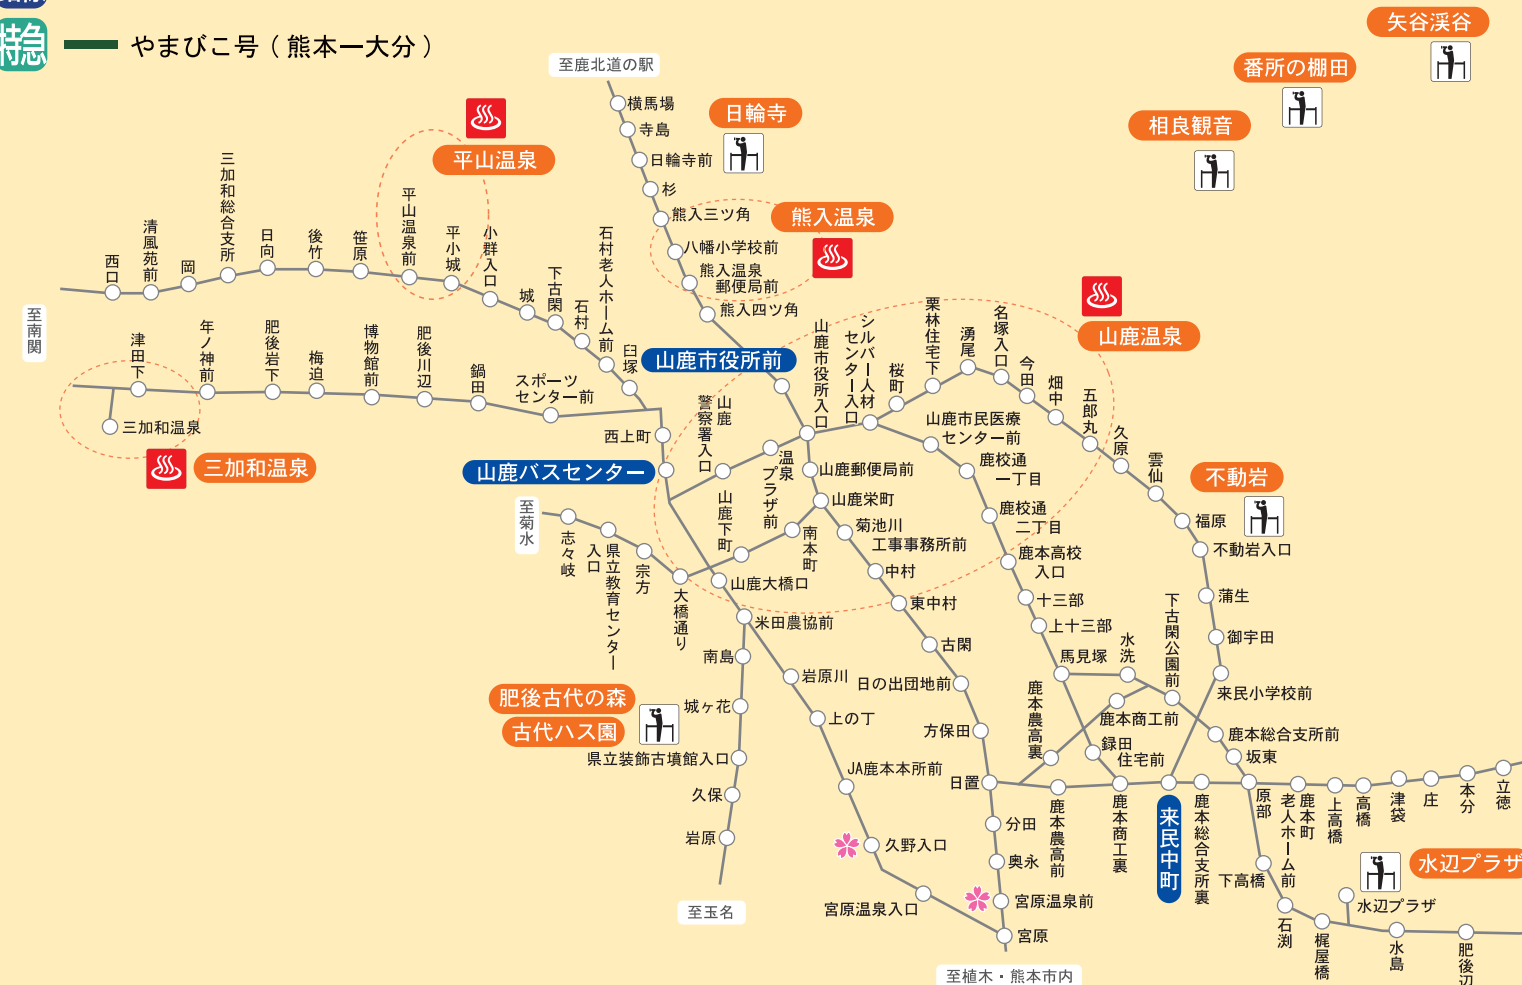 特急
やまびこ号（熊本ー大分）
矢谷渓谷
番所の棚田
相良観音
至鹿北道の駅
横馬場
寺島
日輪寺
日輪寺前
杉
熊入三ツ角
熊入温泉
八幡小学校前
熊入温泉
郵便局前
熊入四ツ角
平山温泉
西口
清風苑前
岡
三加和総合支所
日向
後竹
笹原
平山温泉前
平小城
小群入口
城
下古閑
石村
石村老人ホーム前
臼塚
至南関
津田下
年ノ神前
肥後岩下
梅迫
博物館前
肥後川辺
鍋田
スポーツ
センター前
三加和温泉
三加和温泉
西上町
山鹿バスセンター
山鹿市役所前
山鹿温泉
山鹿
警察署入口
温泉
プラザ前
山鹿市役所入口
シルバー人材
センター入口
桜町
栗林住宅下
湧尾
名塚入口
今田
畑中
五郎丸
久原
雲仙
福原
不動岩
不動岩入口
蒲生
御宇田
来民小学校前
山鹿市民医療
センター前
鹿校通
一丁目
鹿校通
二丁目
鹿本高校
入口
十三部
上十三部
馬見塚
水洗
下古閑公園前
鹿本商工前
鹿本農高裏
録田
住宅前
鹿本総合支所前
坂東
山鹿郵便局前
山鹿栄町
菊池川
工事事務所前
中村
東中村
古閑
日の出団地前
方保田
日置
分田
奥永
宮原温泉前
宮原
至植木・熊本市内
至菊水
志々岐
県立教育センター
入口
宗方
大橋通り
山鹿下町
南本町
山鹿大橋口
米田農協前
南島
城ヶ花
県立装飾古墳館入口
久保
岩原
至玉名
肥後古代の森
古代ハス園
岩原川
上の丁
JA鹿本本所前
久野入口
宮原温泉入口
鹿本農高前
鹿本商工裏
来民中町
鹿本総合支所裏
原部
鹿本町
老人ホーム前
上高橋
高橋
津袋
庄
本分
立徳
下高橋
石渕
梶屋橋
水辺プラザ
水辺プラザ
水島
肥後辺